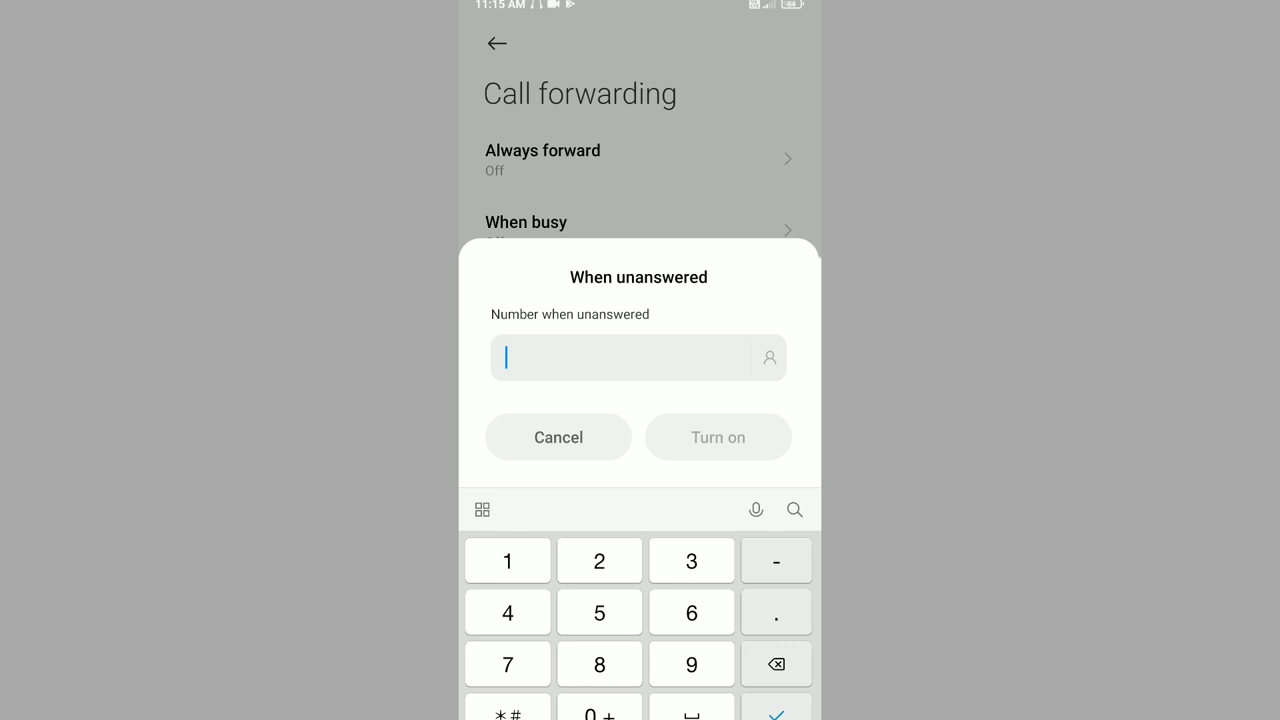 11:15 AM
64
Call forwarding
Always forward
Off
When busy
When unanswered
Number when unanswered
Cancel
Turn on
1 2 3 -
4 5 6 .
7 8 9
*# 0 +